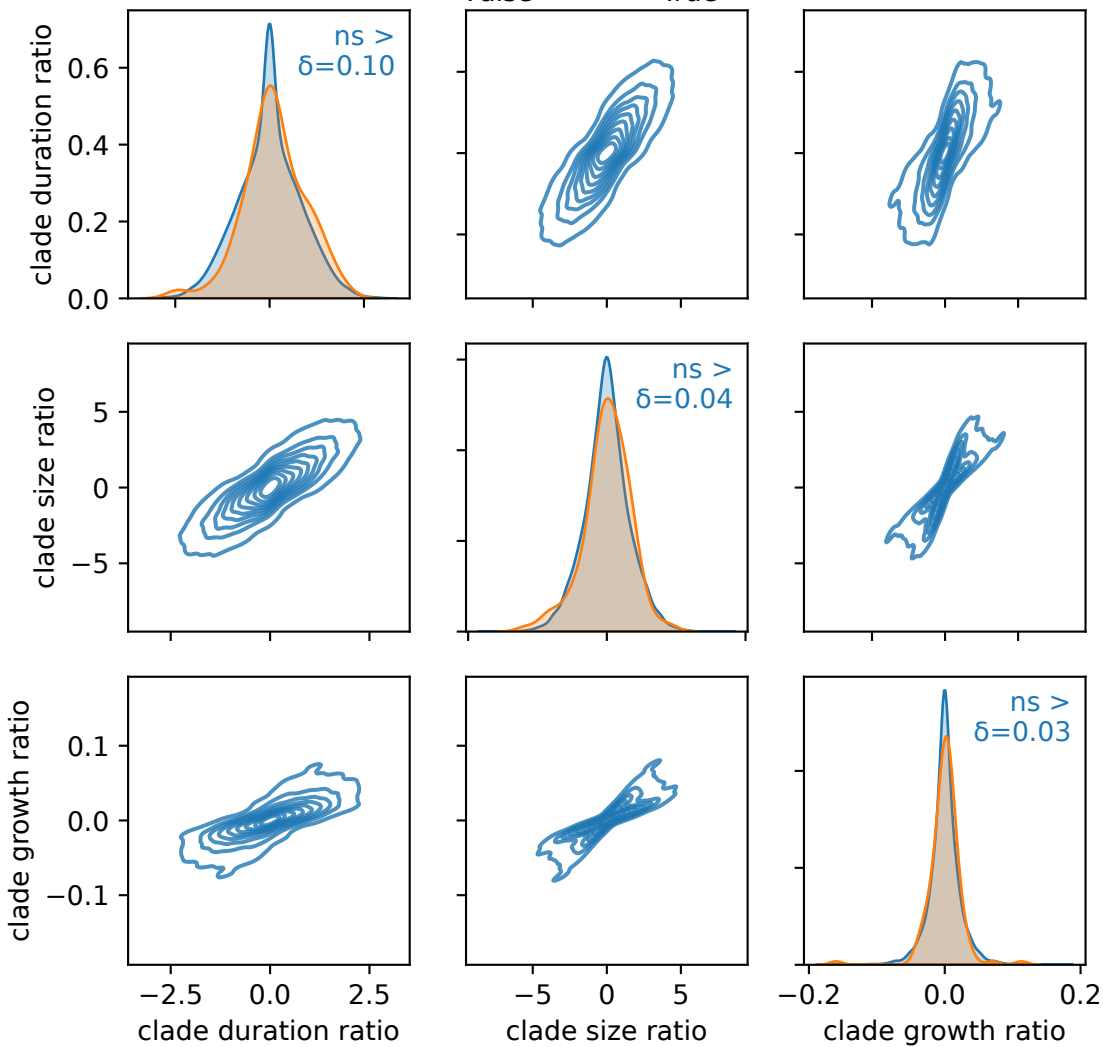 True
clade duration ratio
0.6
0.4
0.2
0.0
ns >
δ=0.10
clade size ratio
5
0
−5
ns >
δ=0.04
clade growth ratio
0.1
0.0
−0.1
ns >
δ=0.03
−2.5
0.0
2.5
−5
0
5
−0.2
0.0
0.2
clade duration ratio
clade size ratio
clade growth ratio